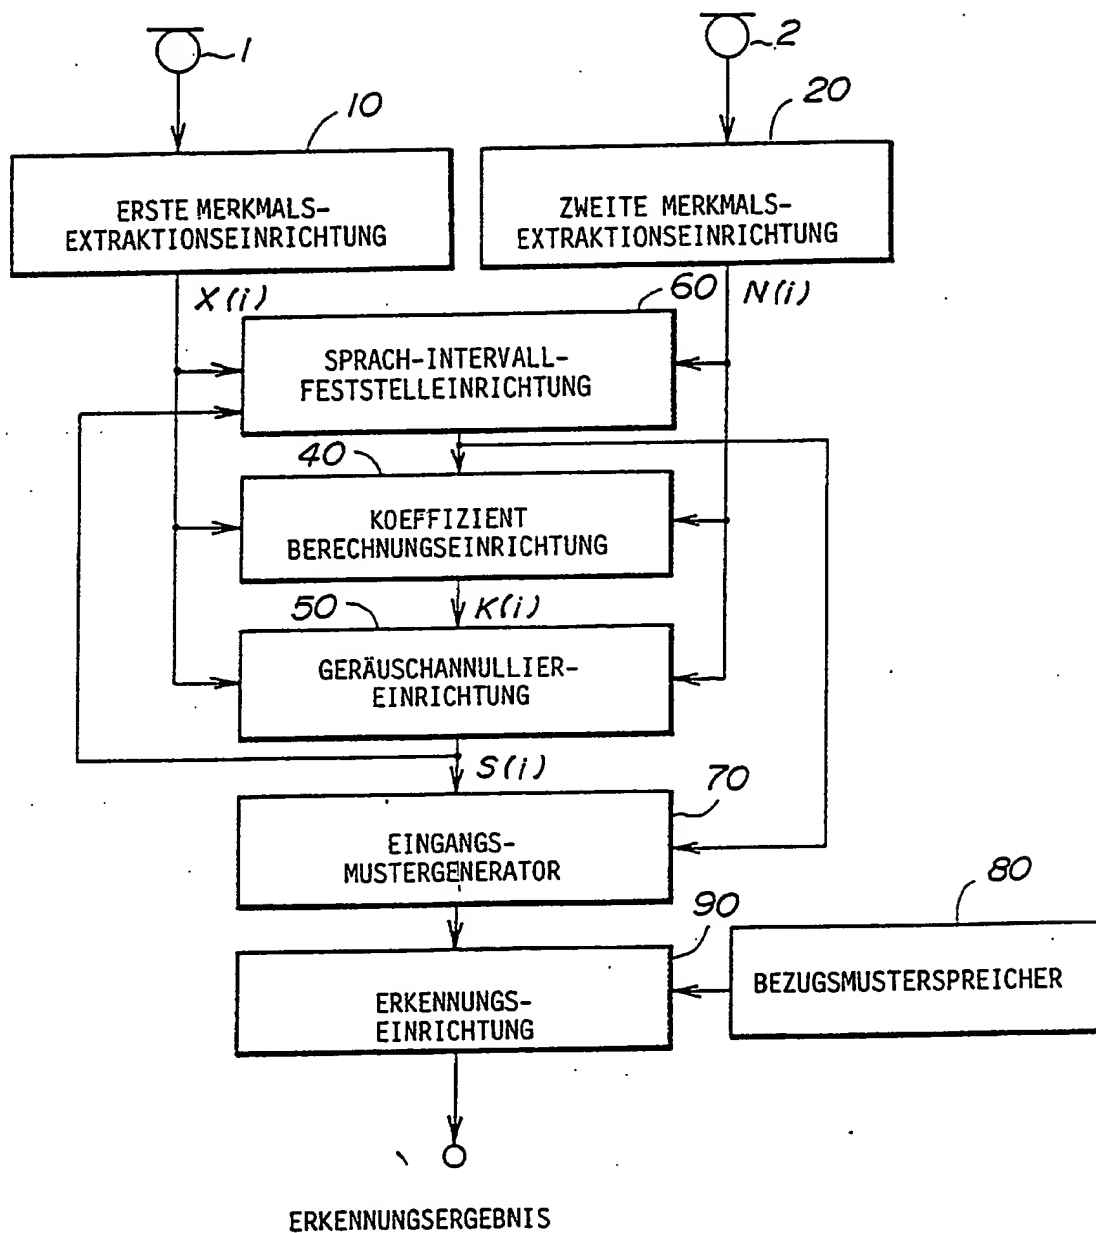 1
2
10
20
ERSTE MERKMALS-
EXTRAKTIONSEINRICHTUNG
ZWEITE MERKMALS-
EXTRAKTIONSEINRICHTUNG
X(i)
60
N(i)
SPRACH-INTERVALL-
FESTSTELLEINRICHTUNG
40
KOEFFIZIENT
BERECHNUNGSEINRICHTUNG
50
K(i)
GERÄUSCHANNULLIER-
EINRICHTUNG
S(i)
70
EINGANGS-
MUSTERGENERATOR
80
90
BEZUGSMUSTERSPREICHER
ERKENNUNGS-
EINRICHTUNG
ERKENNUNGSERGEBNIS